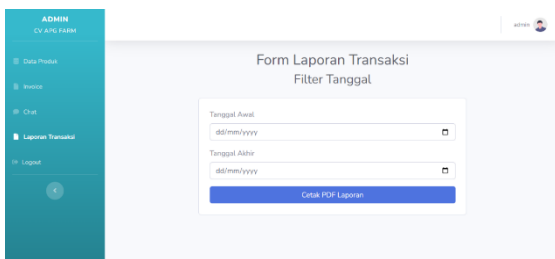 ADMIN
CV APG FARM
Data Produk
Invoice
Chat
Laporan Transaksi
Logout
admin
Form Laporan Transaksi
Filter Tanggal
Tanggal Awal
dd/mm/yyyy
Tanggal Akhir
dd/mm/yyyy
Cetak PDF Laporan